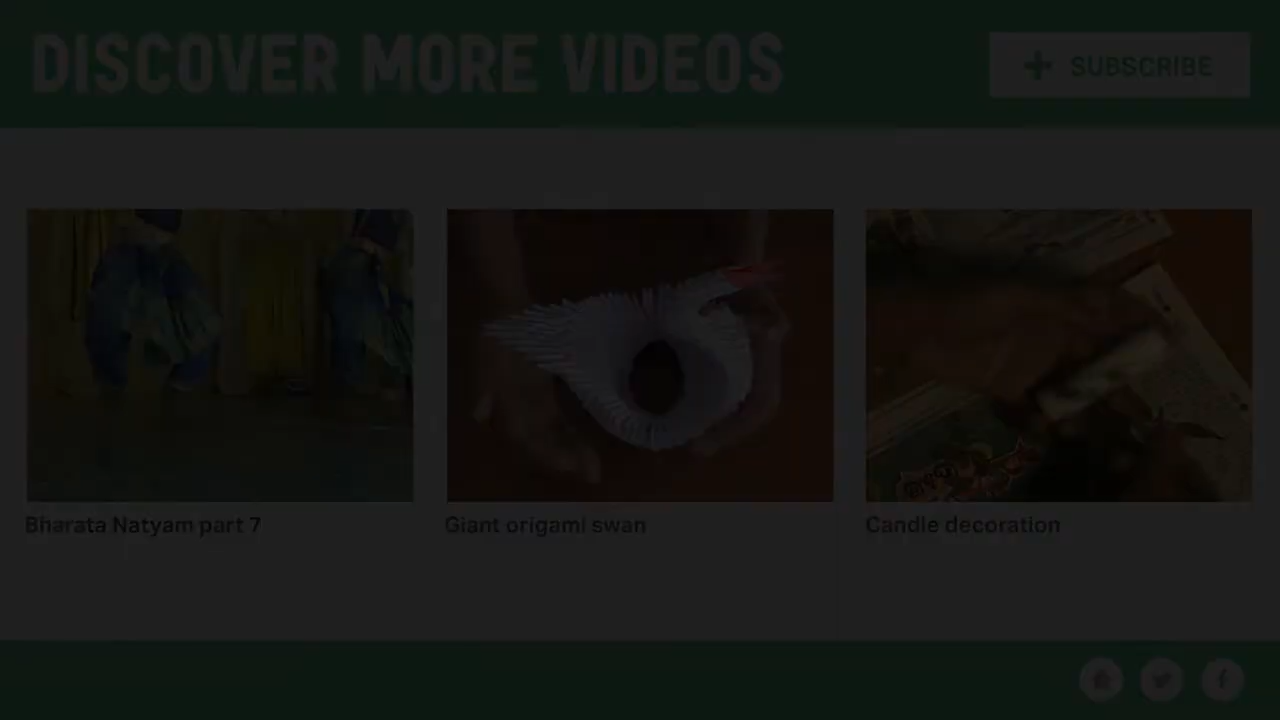 DISCOVER MORE VIDEOS
SUBSCRIBE
Bharata Natyam part 7
Giant origami swan
Candle decoration